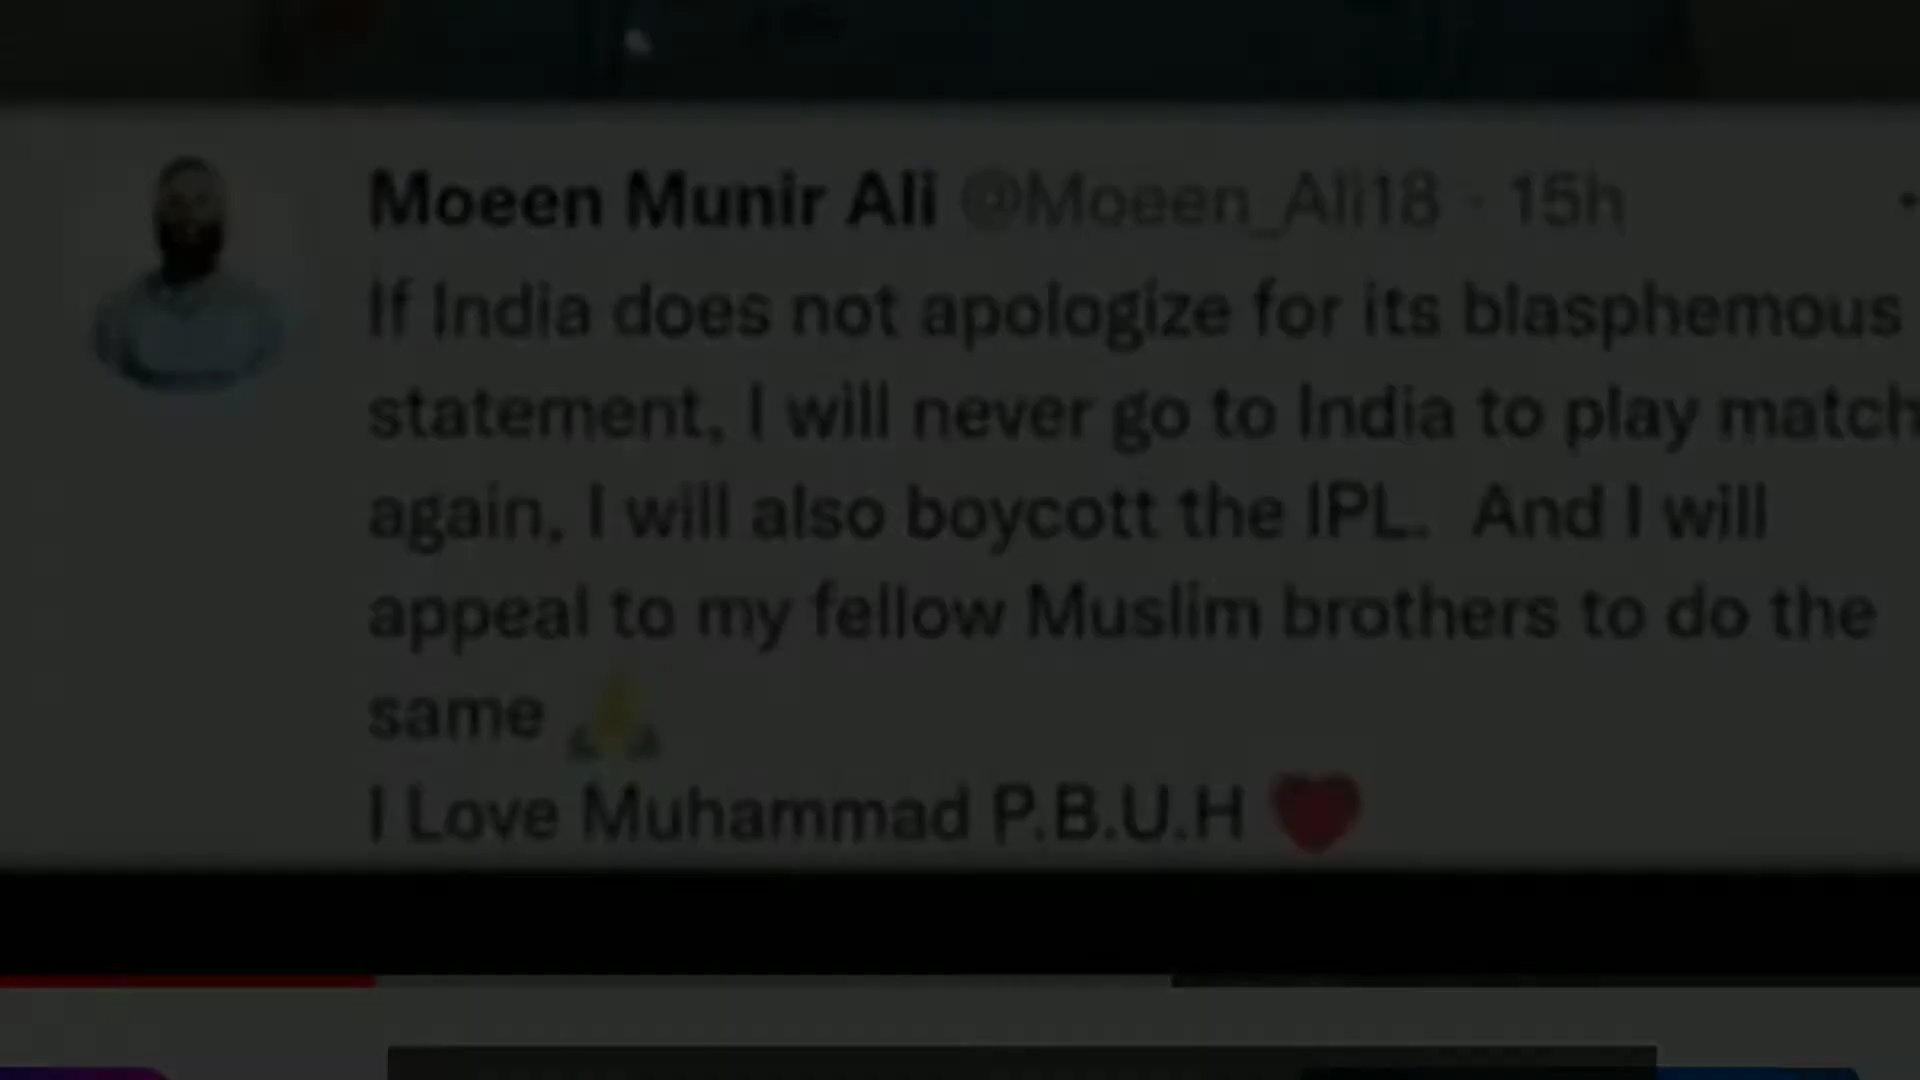 Moeen Munir Ali @Moeen_Ali18 · 15h
If India does not apologize for its blasphemous
statement, I will never go to India to play match
again, I will also boycott the IPL. And I will
appeal to my fellow Muslim brothers to do the
same 🙏
I Love Muhammad P.B.U.H ❤️